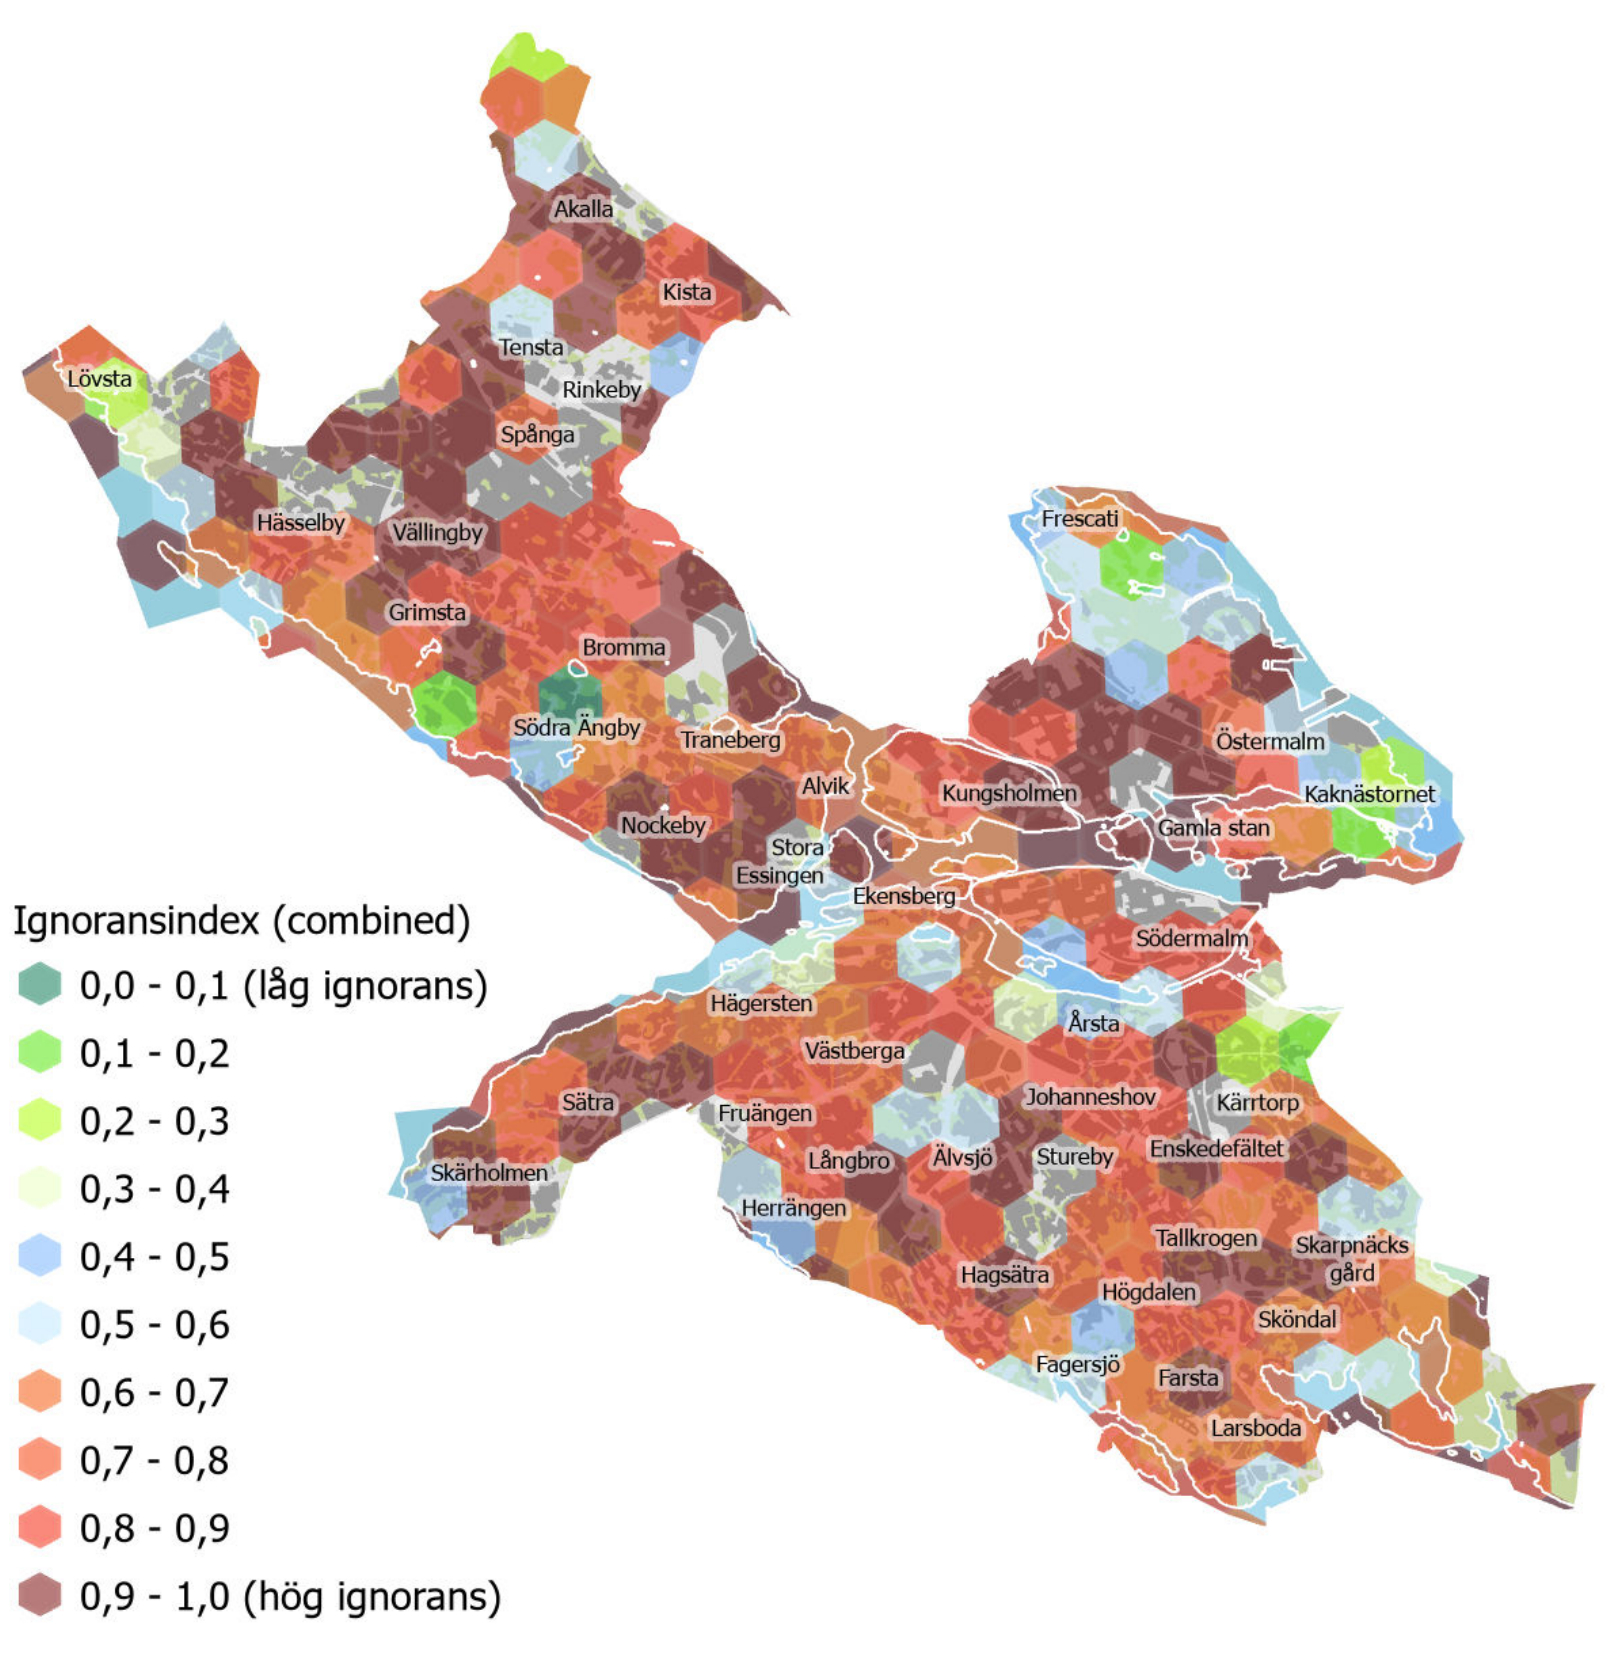 Akalla
Kista
Tensta
Rinkeby
Lövsta
Spånga
Hässelby
Vällingby
Frescati
Grimsta
Bromma
Södra Ängby
Traneberg
Östermalm
Alvik
Kungsholmen
Kaknästornet
Nockeby
Gamla stan
Stora
Essingen
Ekensberg
Södermalm
Hägersten
Årsta
Västberga
Johanneshov
Kärrtorp
Sätra
Fruängen
Enskedefältet
Långbro
Älvsjö
Stureby
Skärholmen
Herrängen
Tallkrogen
Skarpnäcks
gård
Hagsätra
Högdalen
Sköndal
Fagersjö
Farsta
Larsboda
Ignoransindex (combined)
0,0 - 0,1 (låg ignorans)
0,1 - 0,2
0,2 - 0,3
0,3 - 0,4
0,4 - 0,5
0,5 - 0,6
0,6 - 0,7
0,7 - 0,8
0,8 - 0,9
0,9 - 1,0 (hög ignorans)